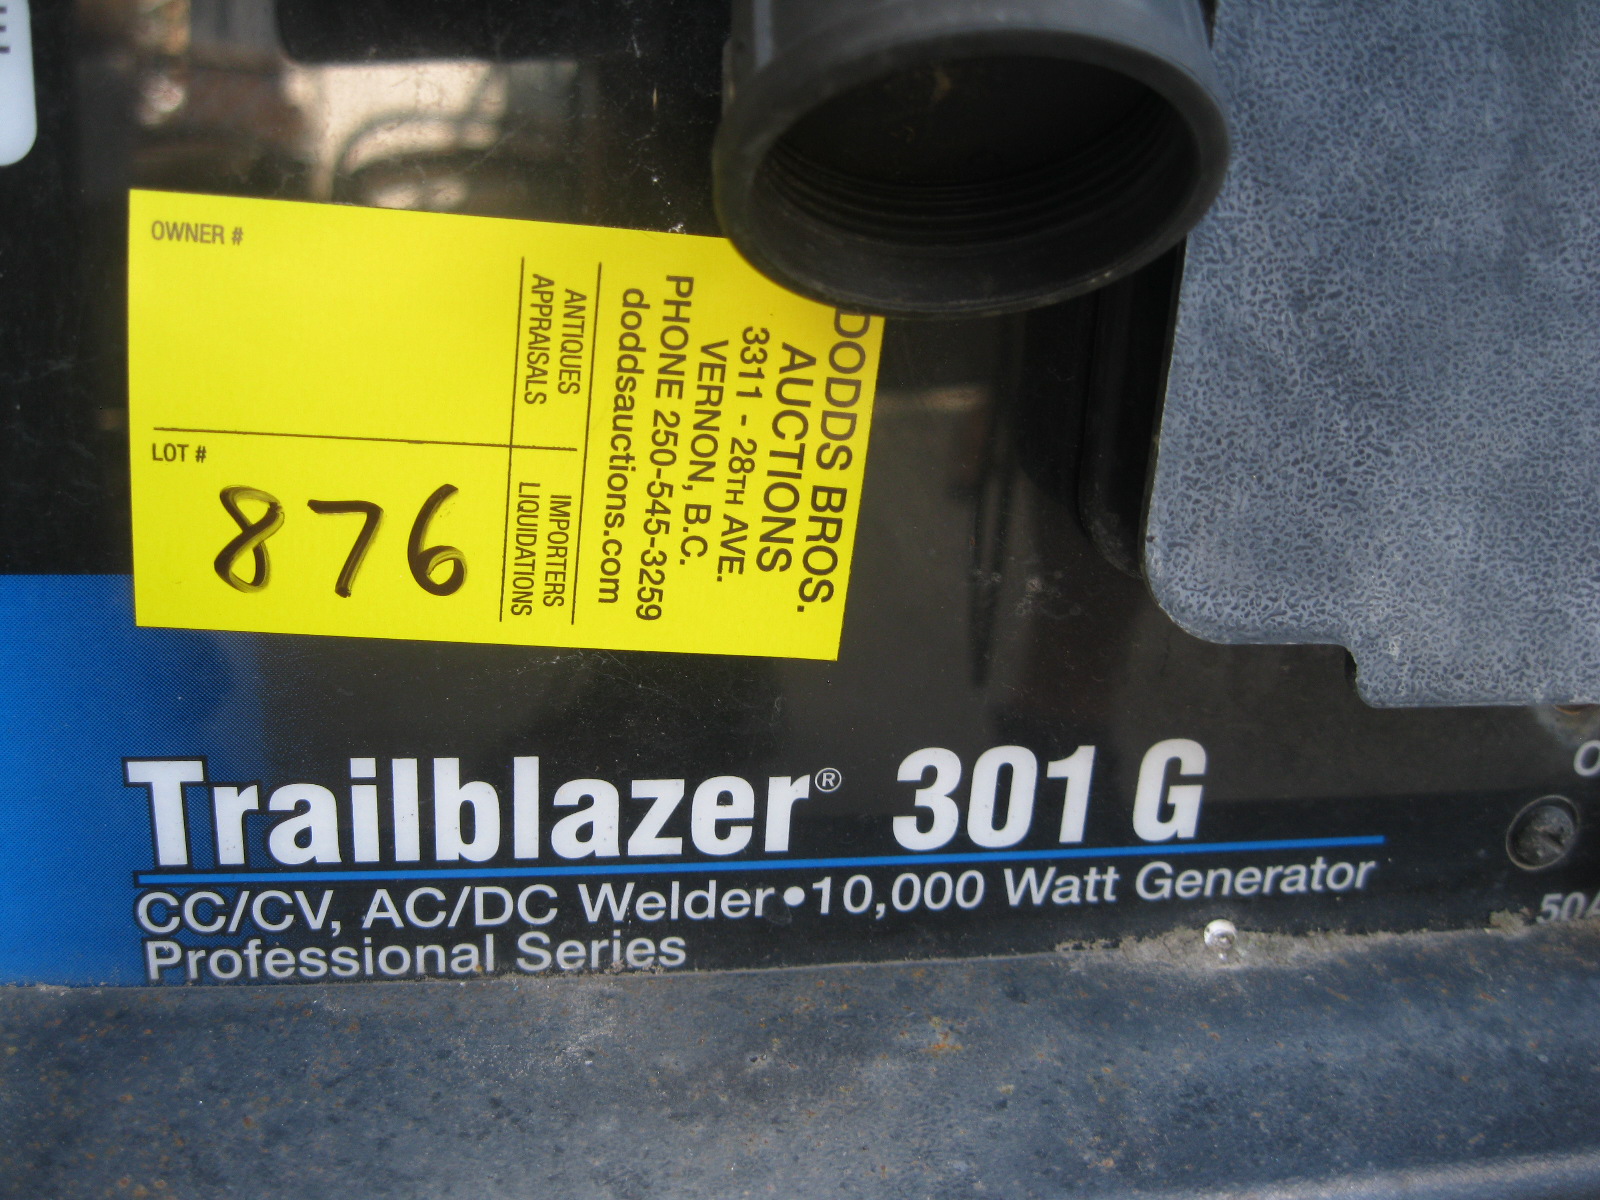 OWNER #
LOT #
876
DODDS BROS.
AUCTIONS
3311 - 28TH AVE.
VERNON, B.C.
PHONE 250-545-3259
doddsauctions.com
ANTIQUES
APPRAISALS
IMPORTERS
LIQUIDATIONS
Trailblazer® 301 G
CC/CV, AC/DC Welder•10,000 Watt Generator
Professional Series